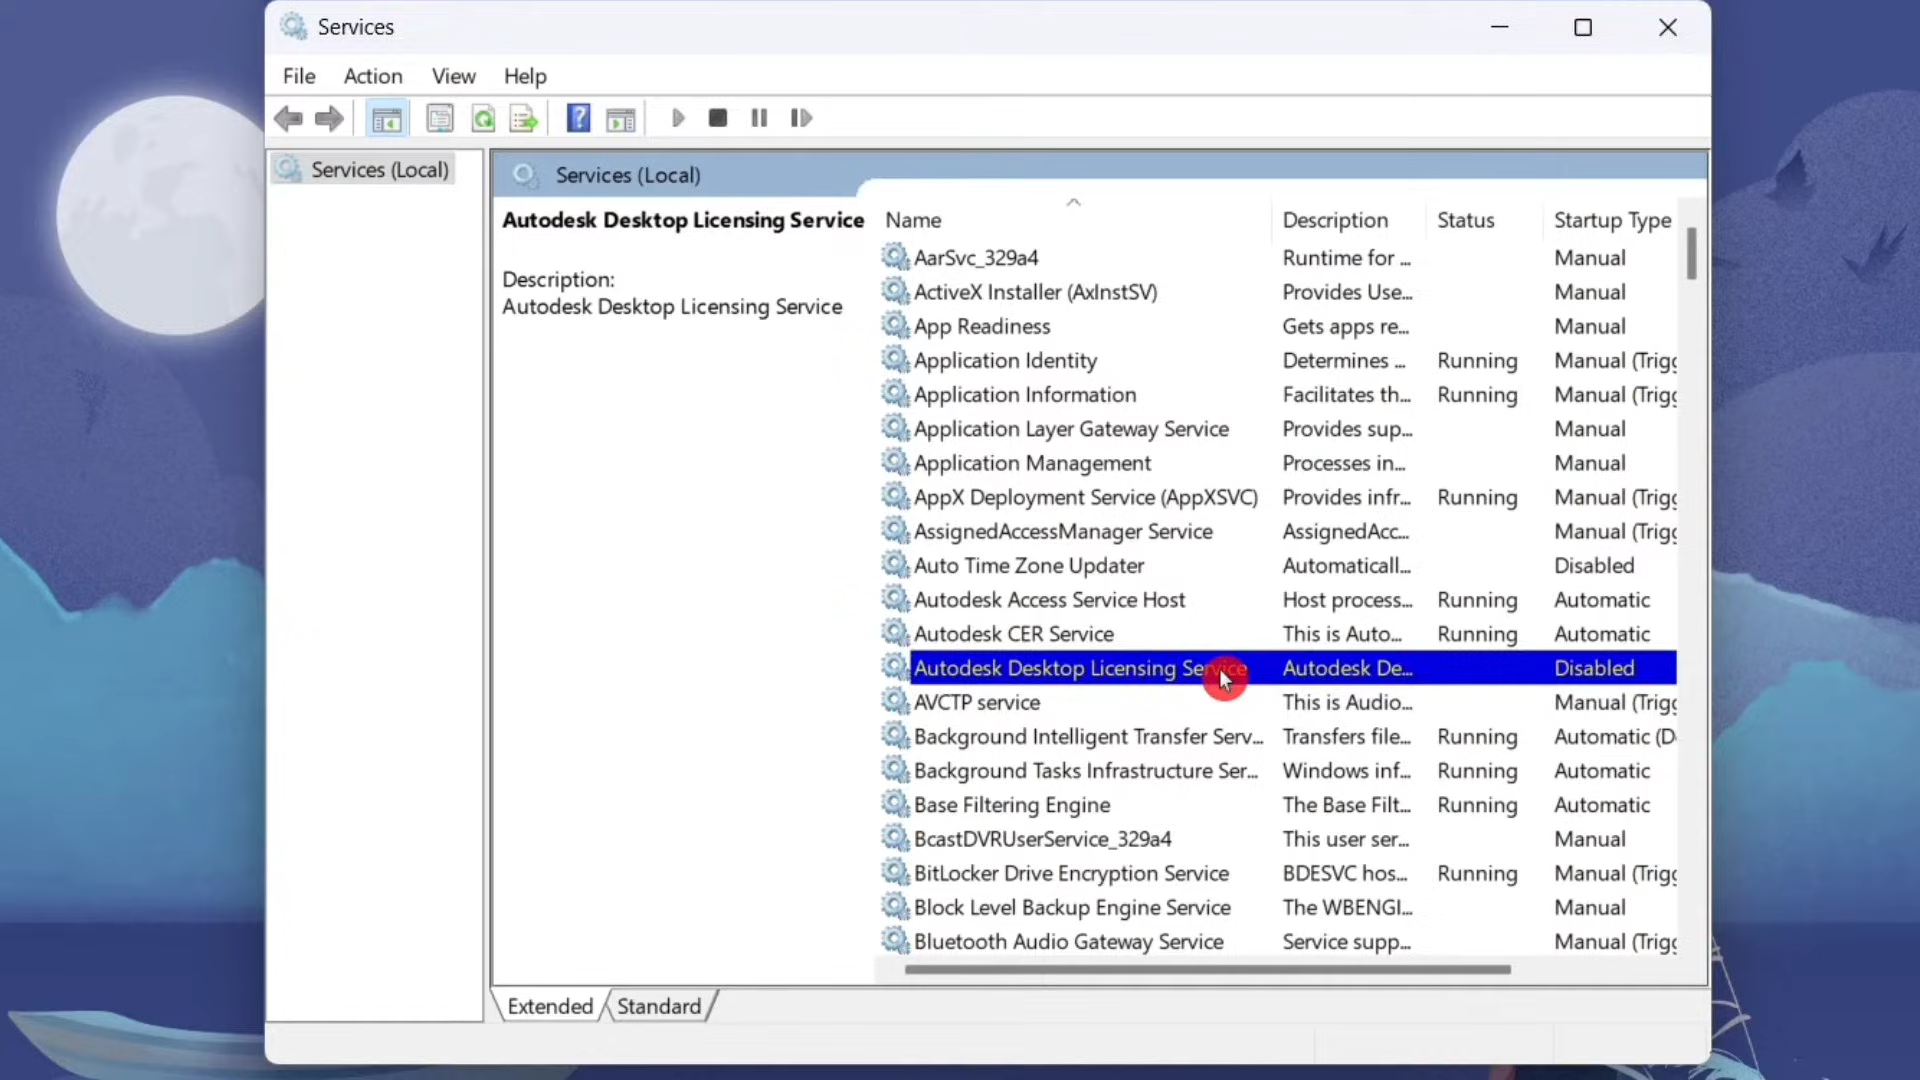 Services
File Action View Help
Services (Local)
Services (Local)
Autodesk Desktop Licensing Service
Description:
Autodesk Desktop Licensing Service
Name Description Status Startup Type
AarSvc_329a4 Runtime for ... Manual
ActiveX Installer (AxInstSV) Provides Use... Manual
App Readiness Gets apps re... Manual
Application Identity Determines ... Running Manual (Trigg
Application Information Facilitates th... Running Manual (Trigg
Application Layer Gateway Service Provides sup... Manual
Application Management Processes in... Manual
AppX Deployment Service (AppXSVC) Provides infr... Running Manual (Trigg
AssignedAccessManager Service AssignedAcc... Manual (Trigg
Auto Time Zone Updater Automaticall... Disabled
Autodesk Access Service Host Host process... Running Automatic
Autodesk CER Service This is Auto... Running Automatic
Autodesk Desktop Licensing Service Autodesk De... Disabled
AVCTP service This is Audio... Manual (Trigg
Background Intelligent Transfer Serv... Transfers file... Running Automatic (D
Background Tasks Infrastructure Ser... Windows inf... Running Automatic
Base Filtering Engine The Base Filt... Running Automatic
BcastDVRUserService_329a4 This user ser... Manual
BitLocker Drive Encryption Service BDESVC hos... Running Manual (Trigg
Block Level Backup Engine Service The WBENGI... Manual
Bluetooth Audio Gateway Service Service supp... Manual (Trigg
Extended Standard